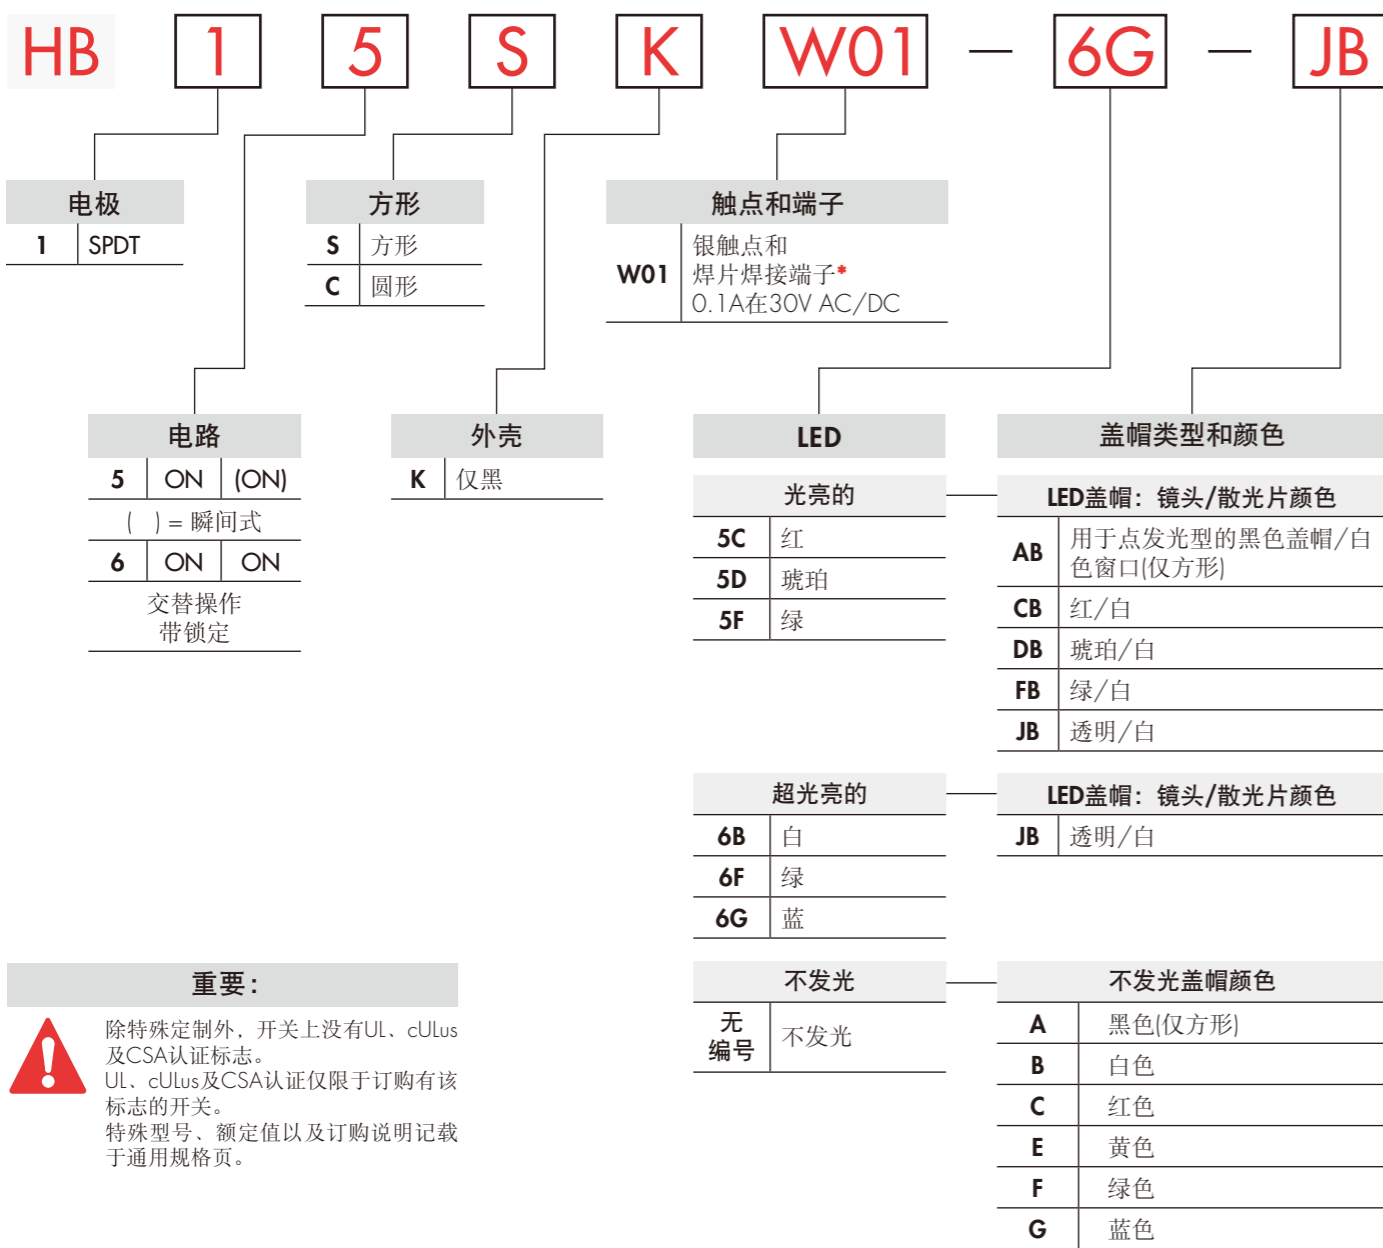 HB 1 5 S K W01 — 6G — JB
电极
1 SPDT
方形
S 方形
C 圆形
触点和端子
W01
银触点和
焊片焊接端子*
0.1A在30V AC/DC
电路
5 ON (ON)
( ) = 瞬间式
6 ON ON
交替操作
带锁定
外壳
K 仅黑
LED
光亮的
5C 红
5D 琥珀
5F 绿
盖帽类型和颜色
LED盖帽：镜头/散光片颜色
AB
用于点发光型的黑色盖帽/白
色窗口(仅方形)
CB 红/白
DB 琥珀/白
FB 绿/白
JB 透明/白
超光亮的
6B 白
6F 绿
6G 蓝
LED盖帽：镜头/散光片颜色
JB 透明/白
不发光
无
编号
不发光
不发光盖帽颜色
A 黑色(仅方形)
B 白色
C 红色
E 黄色
F 绿色
G 蓝色
重要：
!
除特殊定制外，开关上没有UL、cULus
及CSA认证标志。
UL、cULus及CSA认证仅限于订购有该
标志的开关。
特殊型号、额定值以及订购说明记载
于通用规格页。